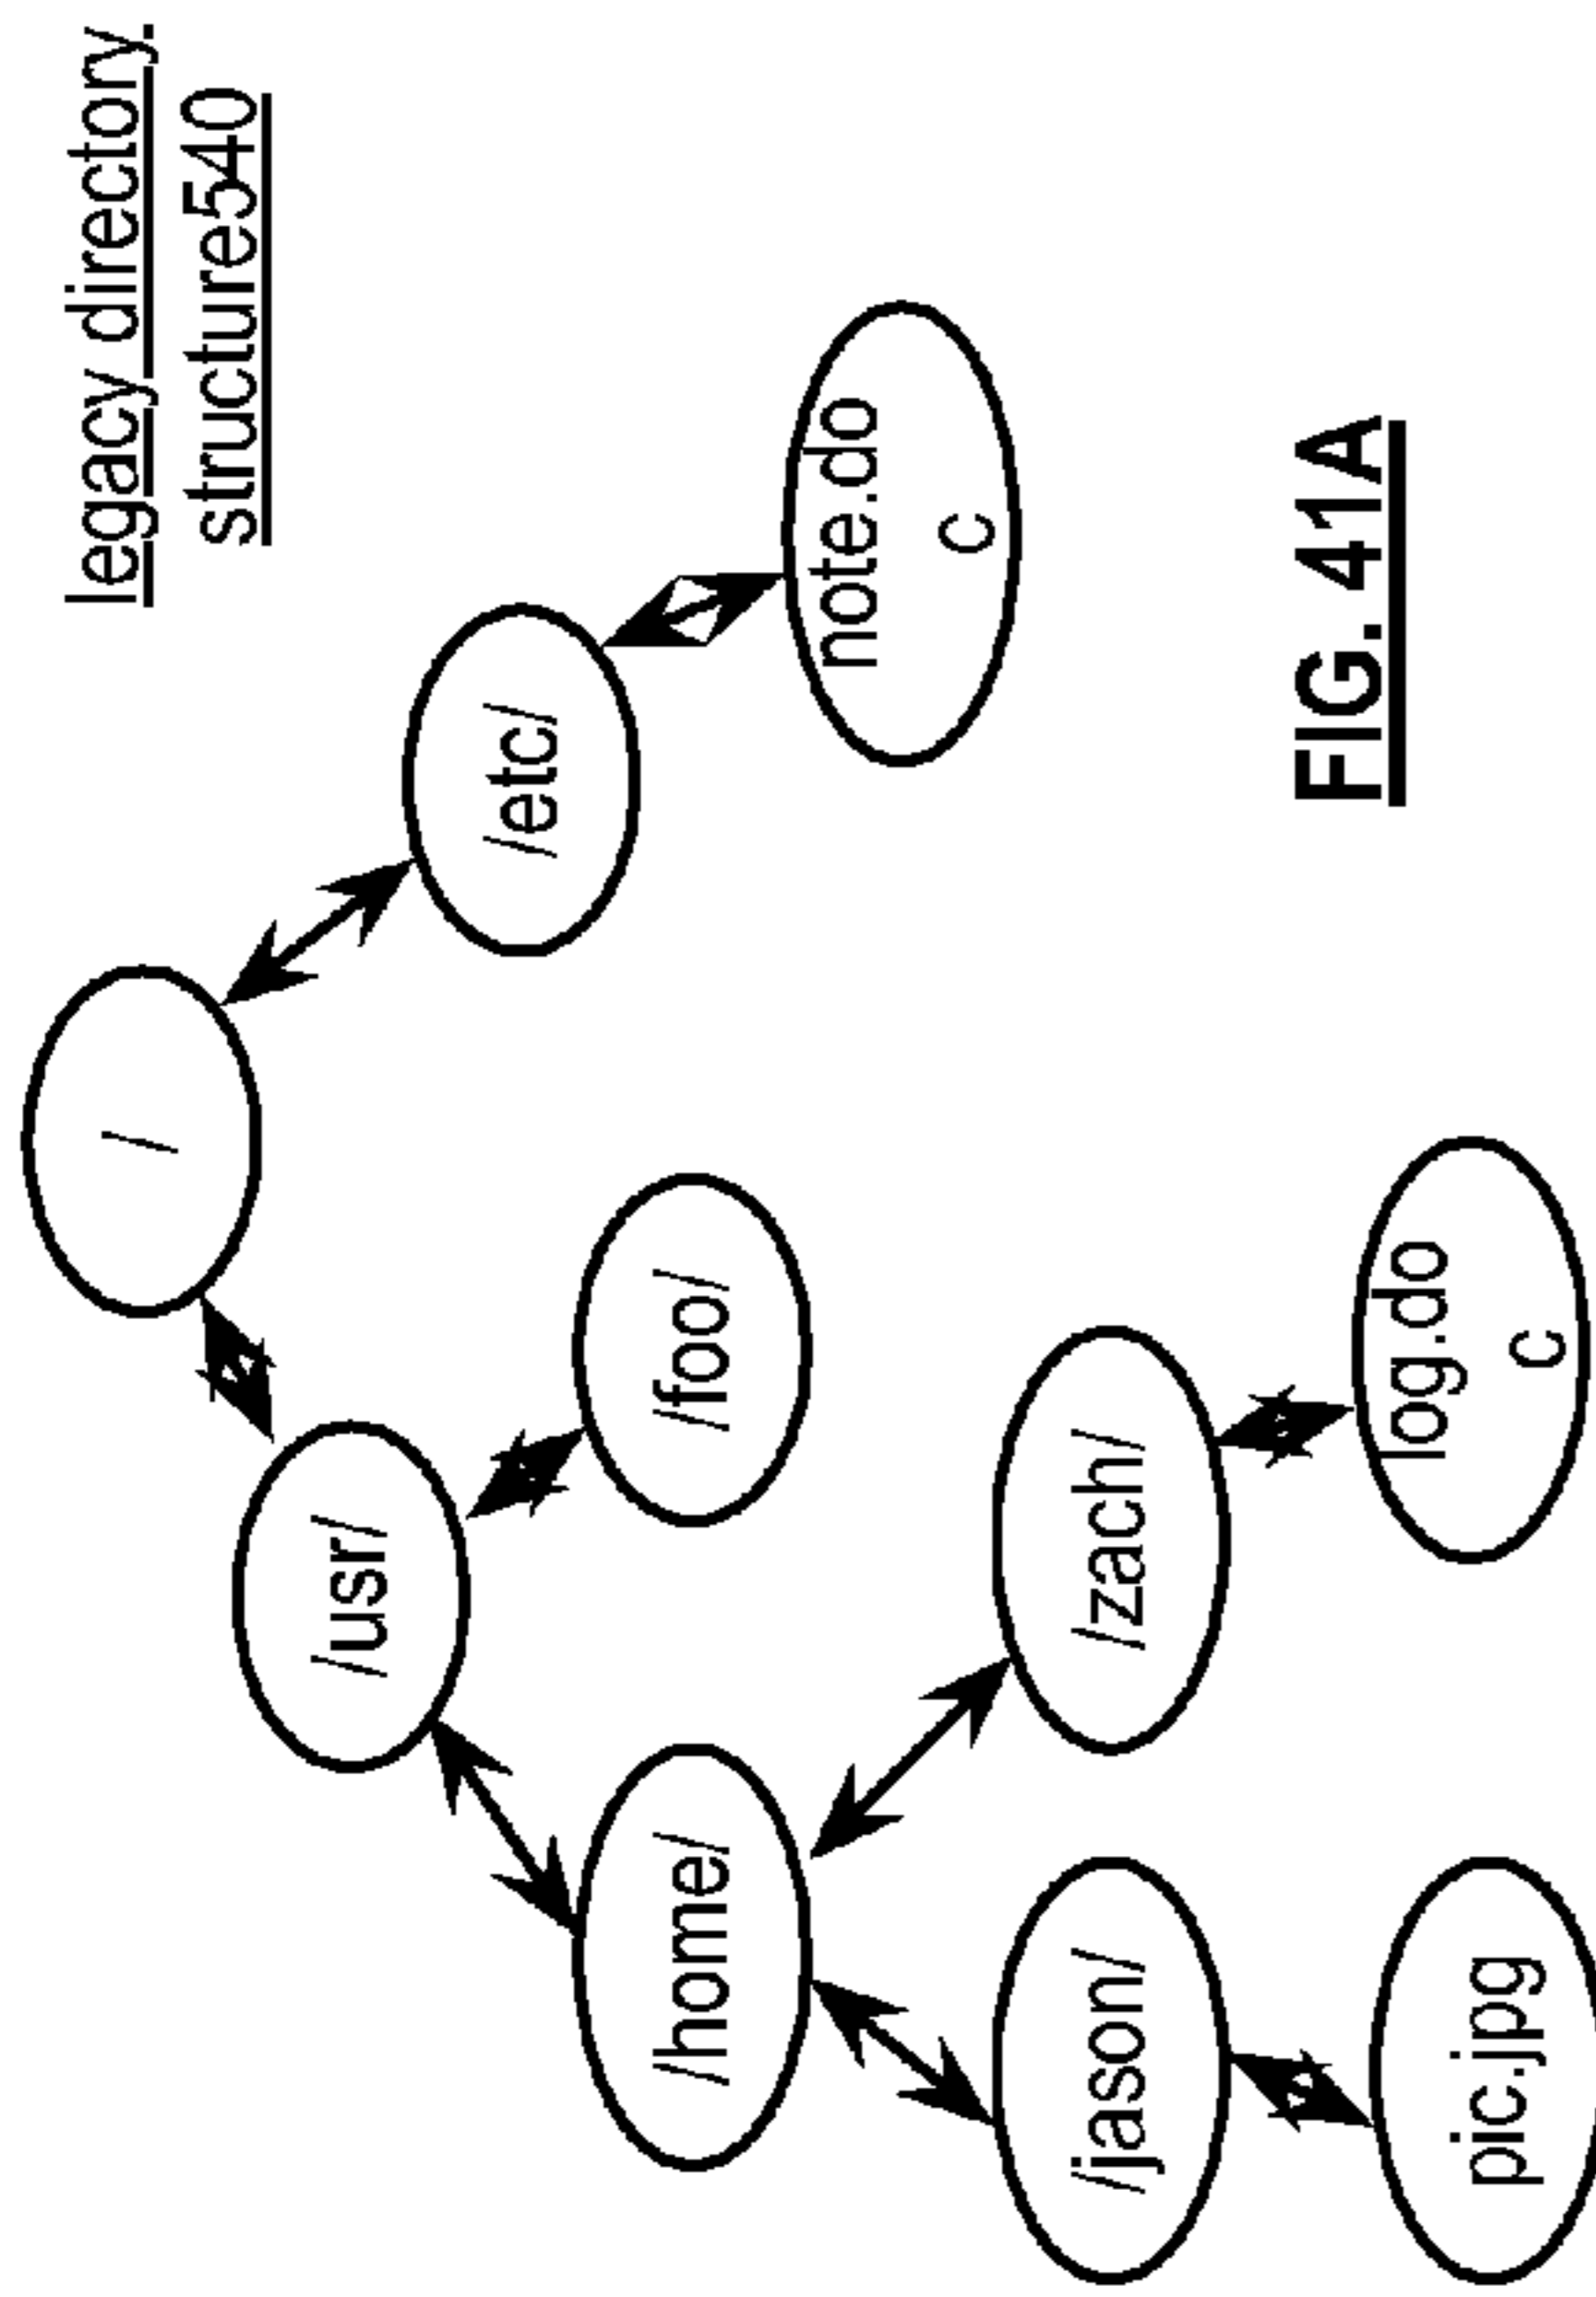 legacy directory
structure540
/
/usr/
/etc/
/home/
/foo/
note.do
c
/jason/
/zach/
pic.jpg
log.do
c
FIG. 41A